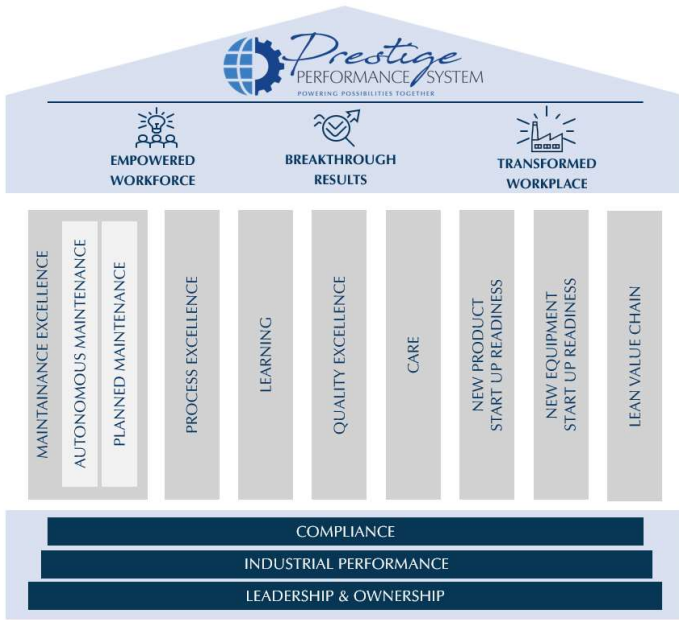 Prestige
PERFORMANCE SYSTEM
POWERING POSSIBILITIES TOGETHER
EMPOWERED
WORKFORCE
BREAKTHROUGH
RESULTS
TRANSFORMED
WORKPLACE
MAINTAINANCE EXCELLENCE
AUTONOMOUS MAINTENANCE
PLANNED MAINTENANCE
PROCESS EXCELLENCE
LEARNING
QUALITY EXCELLENCE
CARE
NEW PRODUCT
START UP READINESS
NEW EQUIPMENT
START UP READINESS
LEAN VALUE CHAIN
COMPLIANCE
INDUSTRIAL PERFORMANCE
LEADERSHIP & OWNERSHIP